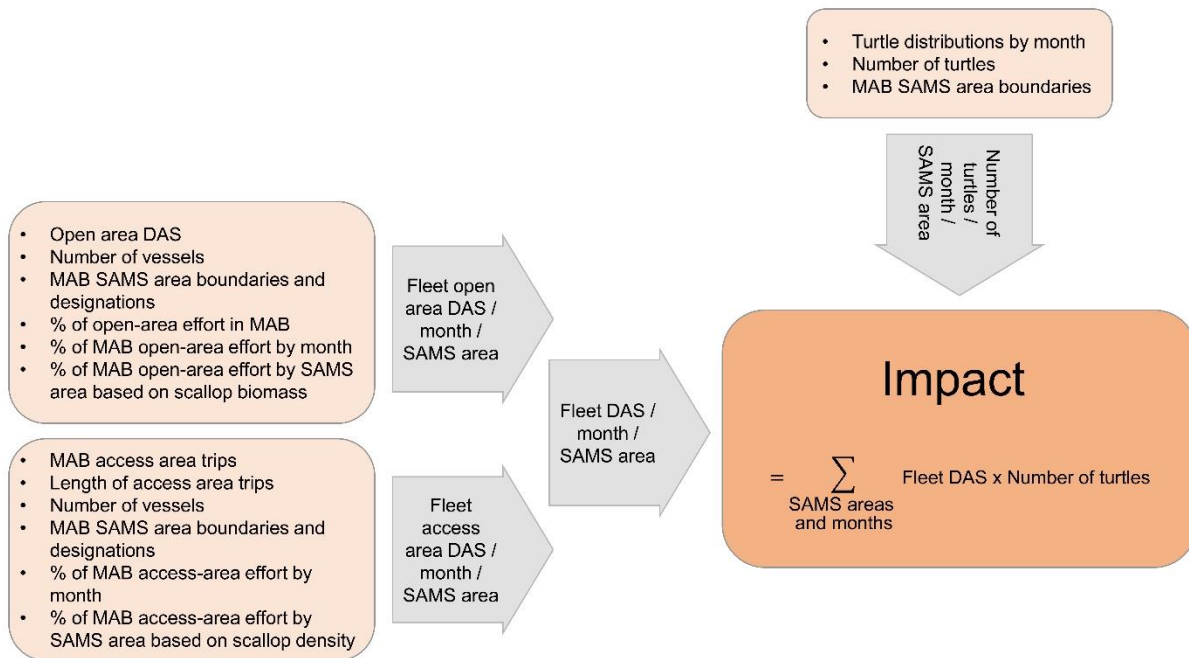 • Turtle distributions by month
• Number of turtles
• MAB SAMS area boundaries
Number of
turtles /
month /
SAMS area
• Open area DAS
• Number of vessels
• MAB SAMS area boundaries and
designations
• % of open-area effort in MAB
• % of MAB open-area effort by month
• % of MAB open-area effort by SAMS
area based on scallop biomass
Fleet open
area DAS /
month /
SAMS area
• MAB access area trips
• Length of access area trips
• Number of vessels
• MAB SAMS area boundaries and
designations
• % of MAB access-area effort by
month
• % of MAB access-area effort by
SAMS area based on scallop density
Fleet
access
area DAS /
month /
SAMS area
Fleet DAS /
month /
SAMS area
Impact
= ∑ Fleet DAS x Number of turtles
SAMS areas
and months